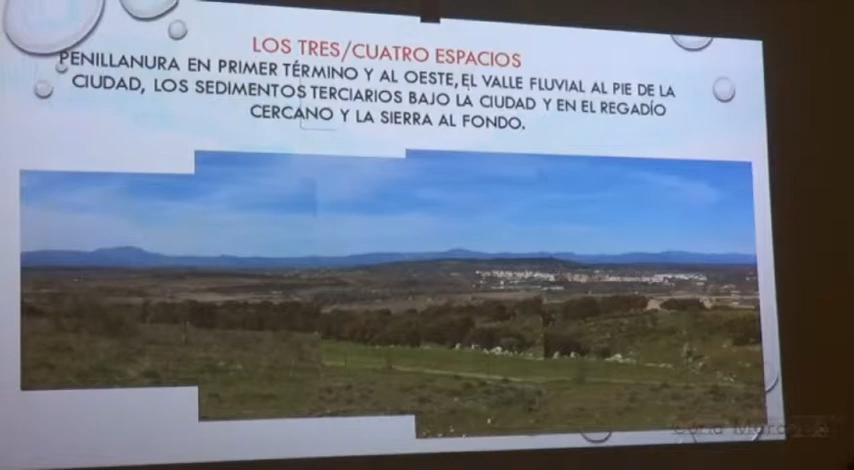 LOS TRES/CUATRO ESPACIOS
PENILLANURA EN PRIMER TÉRMINO Y AL OESTE, EL VALLE FLUVIAL AL PIE DE LA
CIUDAD, LOS SEDIMENTOS TERCIARIOS BAJO LA CIUDAD Y EN EL REGADÍO
CERCANO Y LA SIERRA AL FONDO.